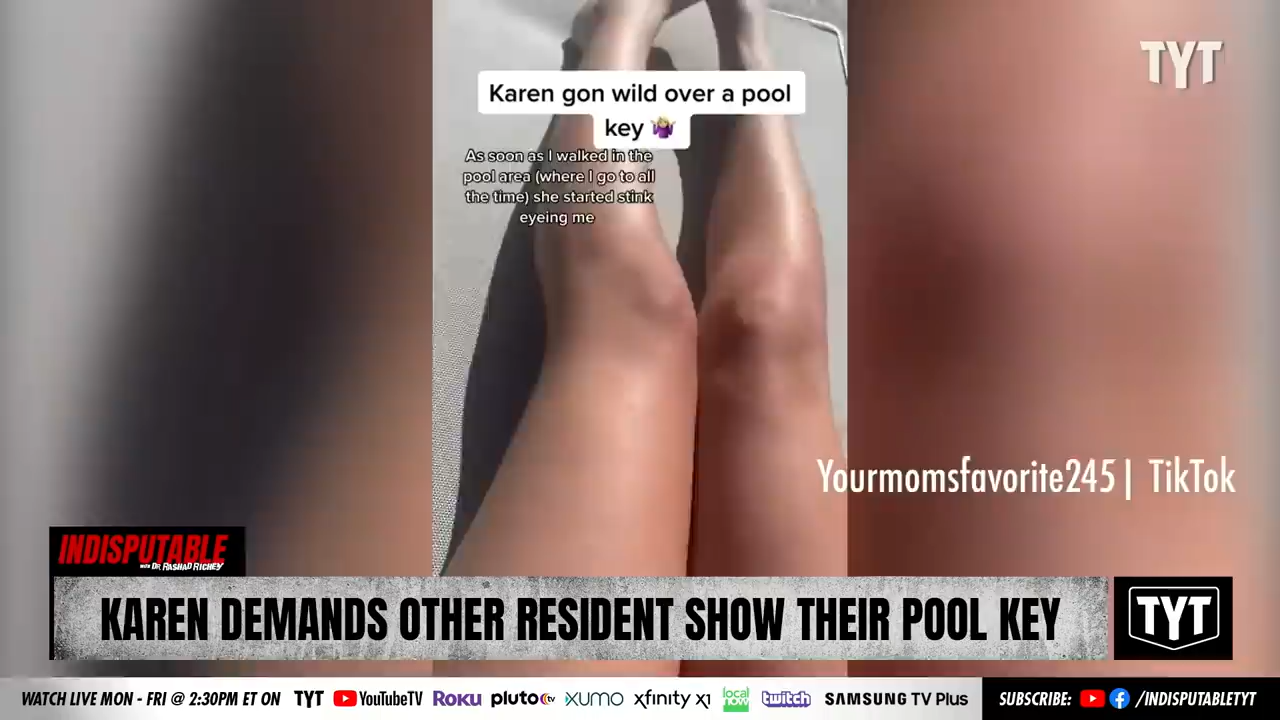 TYT
Karen gon wild over a pool
key 🤷🏼‍♀️
As soon as I walked in the
pool area (where I go to all
the time) she started stink
eyeing me
Yourmomsfavorite245 | TikTok
INDISPUTABLE
WITH DR. RASHAD RICHEY
KAREN DEMANDS OTHER RESIDENT SHOW THEIR POOL KEY
TYT
WATCH LIVE MON - FRI @ 2:30PM ET ON TYT YouTubeTV Roku pluto tv xumo xfinity x1 local now twitch SAMSUNG TV Plus SUBSCRIBE: /INDISPUTABLETYT